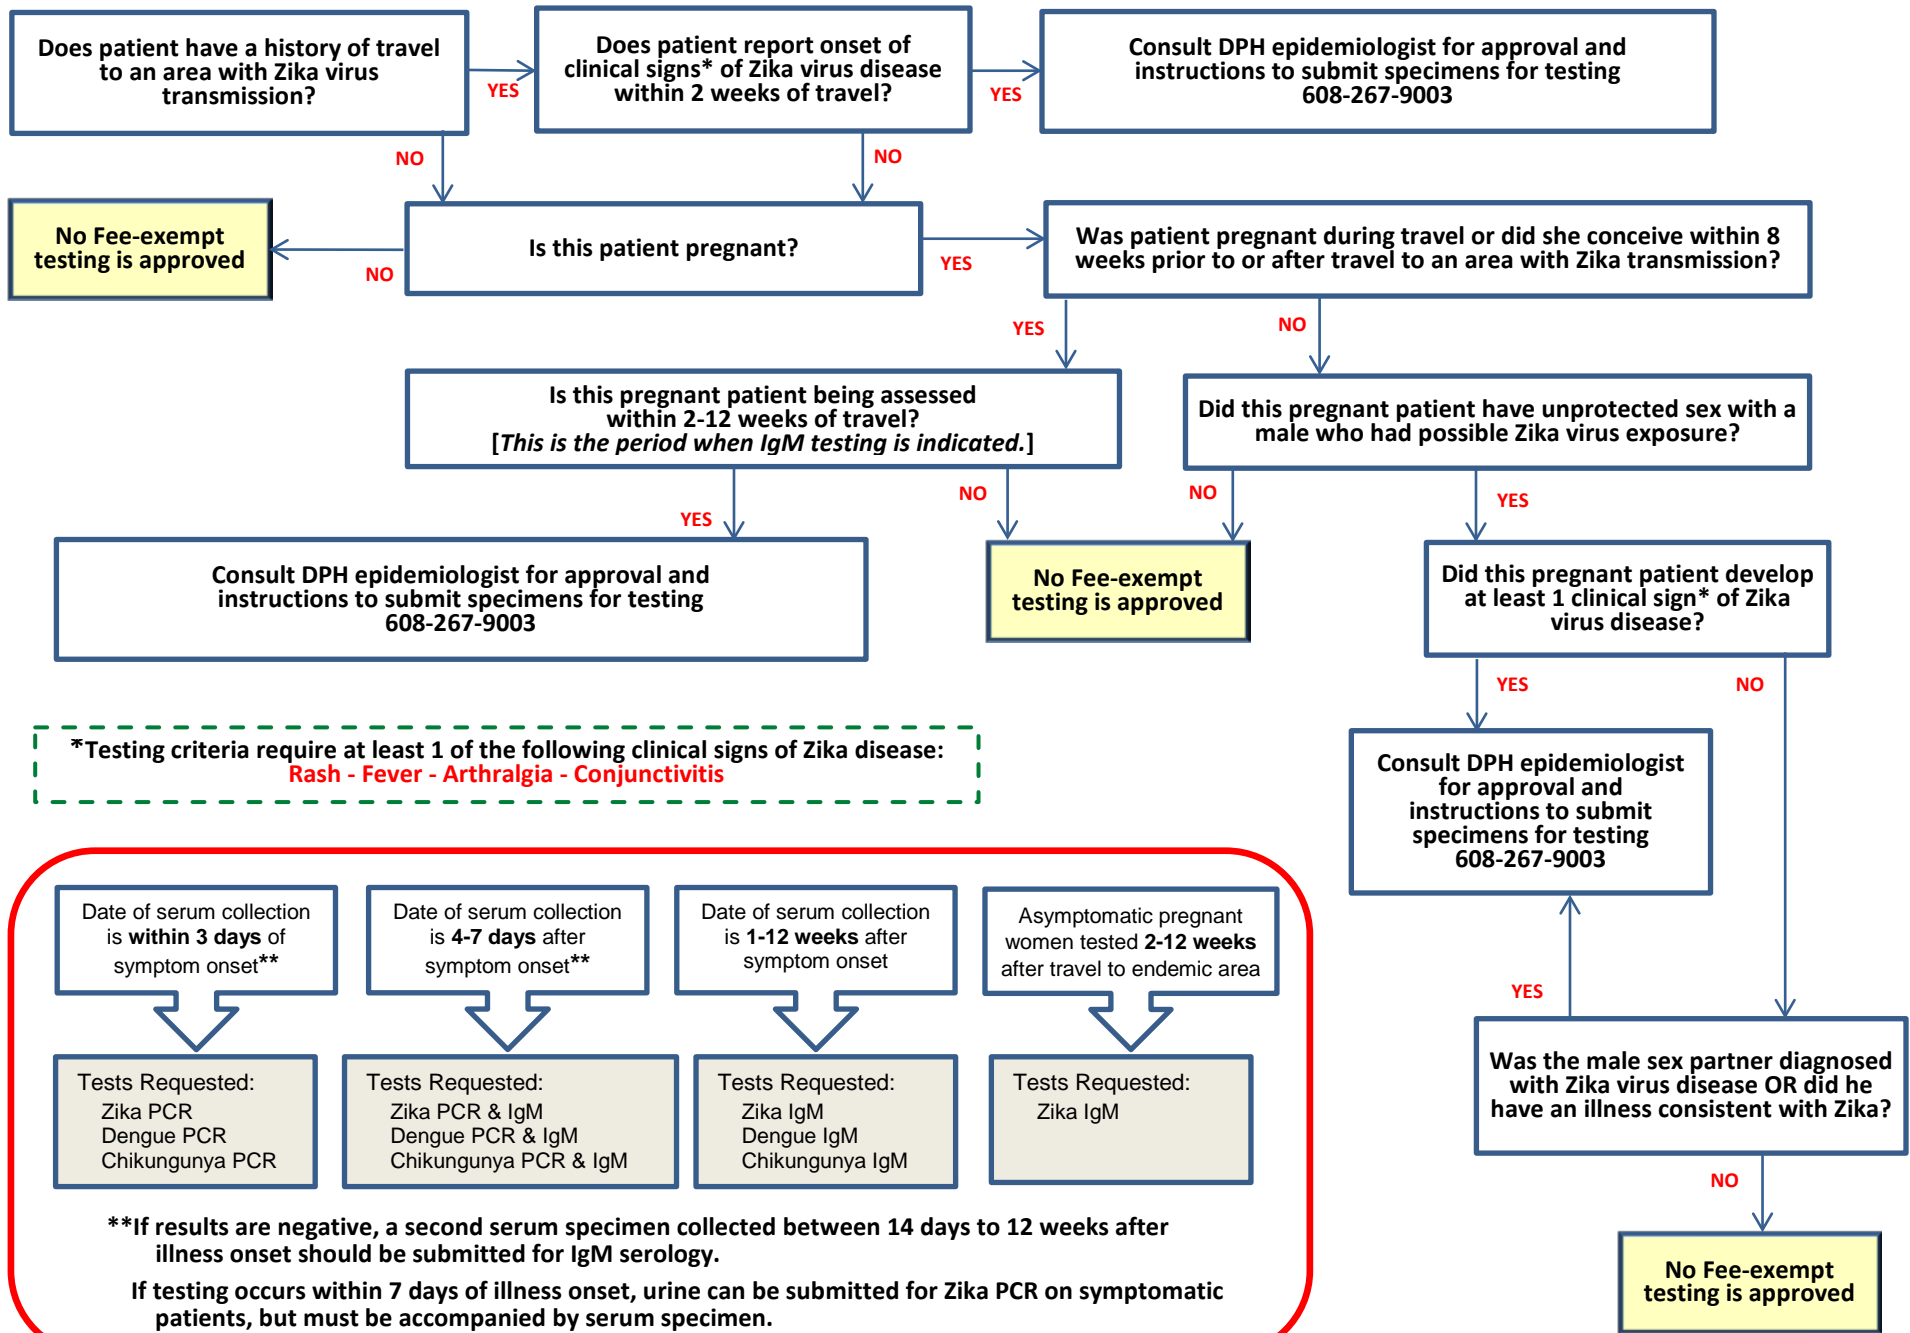 Does patient have a history of travel
to an area with Zika virus
transmission?
YES
Does patient report onset of
clinical signs* of Zika virus disease
within 2 weeks of travel?
YES
Consult DPH epidemiologist for approval and
instructions to submit specimens for testing
608-267-9003
NO
NO
No Fee-exempt
testing is approved
NO
Is this patient pregnant?
YES
Was patient pregnant during travel or did she conceive within 8
weeks prior to or after travel to an area with Zika transmission?
YES
NO
Is this pregnant patient being assessed
within 2-12 weeks of travel?
[This is the period when IgM testing is indicated.]
Did this pregnant patient have unprotected sex with a
male who had possible Zika virus exposure?
YES
NO
NO
YES
Consult DPH epidemiologist for approval and
instructions to submit specimens for testing
608-267-9003
No Fee-exempt
testing is approved
Did this pregnant patient develop
at least 1 clinical sign* of Zika
virus disease?
YES
NO
*Testing criteria require at least 1 of the following clinical signs of Zika disease:
Rash - Fever - Arthralgia - Conjunctivitis
Consult DPH epidemiologist
for approval and
instructions to submit
specimens for testing
608-267-9003
YES
Was the male sex partner diagnosed
with Zika virus disease OR did he
have an illness consistent with Zika?
NO
No Fee-exempt
testing is approved
Date of serum collection
is within 3 days of
symptom onset**
Date of serum collection
is 4-7 days after
symptom onset**
Date of serum collection
is 1-12 weeks after
symptom onset
Asymptomatic pregnant
women tested 2-12 weeks
after travel to endemic area
Tests Requested:
Zika PCR
Dengue PCR
Chikungunya PCR
Tests Requested:
Zika PCR & IgM
Dengue PCR & IgM
Chikungunya PCR & IgM
Tests Requested:
Zika IgM
Dengue IgM
Chikungunya IgM
Tests Requested:
Zika IgM
**If results are negative, a second serum specimen collected between 14 days to 12 weeks after
illness onset should be submitted for IgM serology.
If testing occurs within 7 days of illness onset, urine can be submitted for Zika PCR on symptomatic
patients, but must be accompanied by serum specimen.